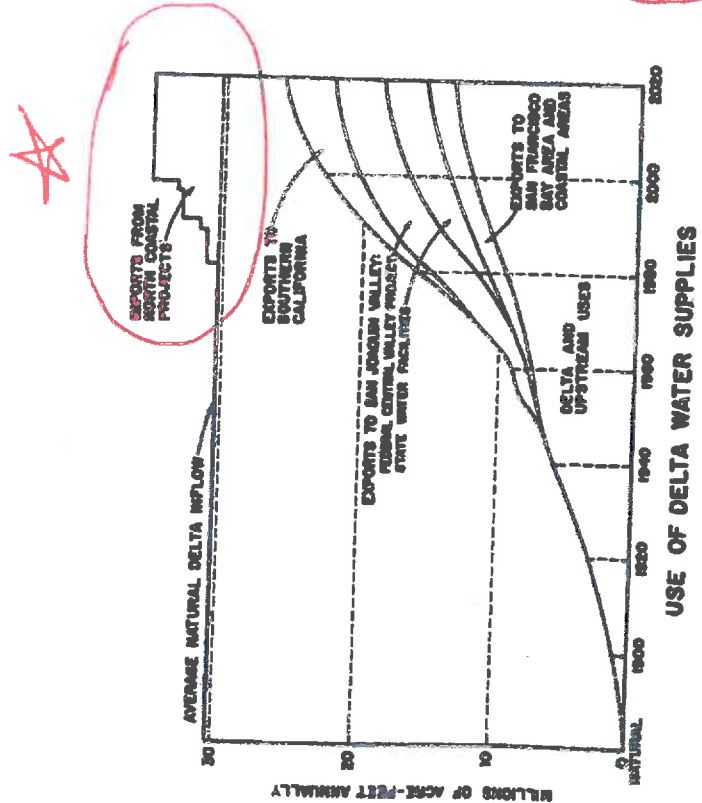 EXPORTS FROM
NORTH COASTAL
PROJECTS
AVERAGE NATURAL DELTA INFLOW
EXPORTS TO
SOUTHERN
CALIFORNIA
EXPORTS TO SAN JOAQUIN VALLEY:
FEDERAL CENTRAL VALLEY PROJECT
STATE WATER FACILITIES
EXPORTS TO
SAN FRANCISCO
BAY AREA AND
COASTAL AREAS
DELTA AND
UPSTREAM USES
MILLIONS OF ACRE-FEET ANNUALLY
30
20
10
0
NATURAL
1900
1920
1940
1960
1980
2000
2020
USE OF DELTA WATER SUPPLIES